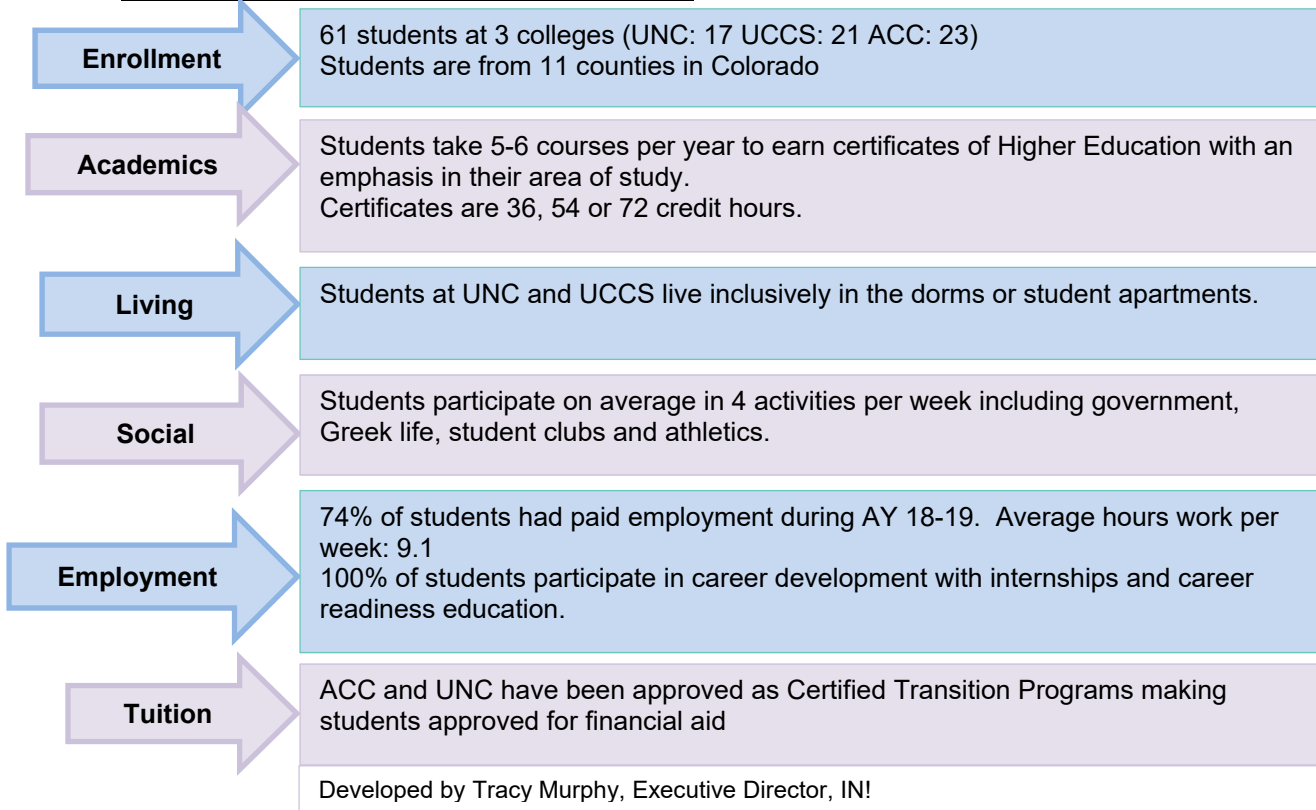 Enrollment
61 students at 3 colleges (UNC: 17 UCCS: 21 ACC: 23)
Students are from 11 counties in Colorado
Academics
Students take 5-6 courses per year to earn certificates of Higher Education with an
emphasis in their area of study.
Certificates are 36, 54 or 72 credit hours.
Living
Students at UNC and UCCS live inclusively in the dorms or student apartments.
Social
Students participate on average in 4 activities per week including government,
Greek life, student clubs and athletics.
Employment
74% of students had paid employment during AY 18-19.  Average hours work per
week: 9.1
100% of students participate in career development with internships and career
readiness education.
Tuition
ACC and UNC have been approved as Certified Transition Programs making
students approved for financial aid
Developed by Tracy Murphy, Executive Director, IN!